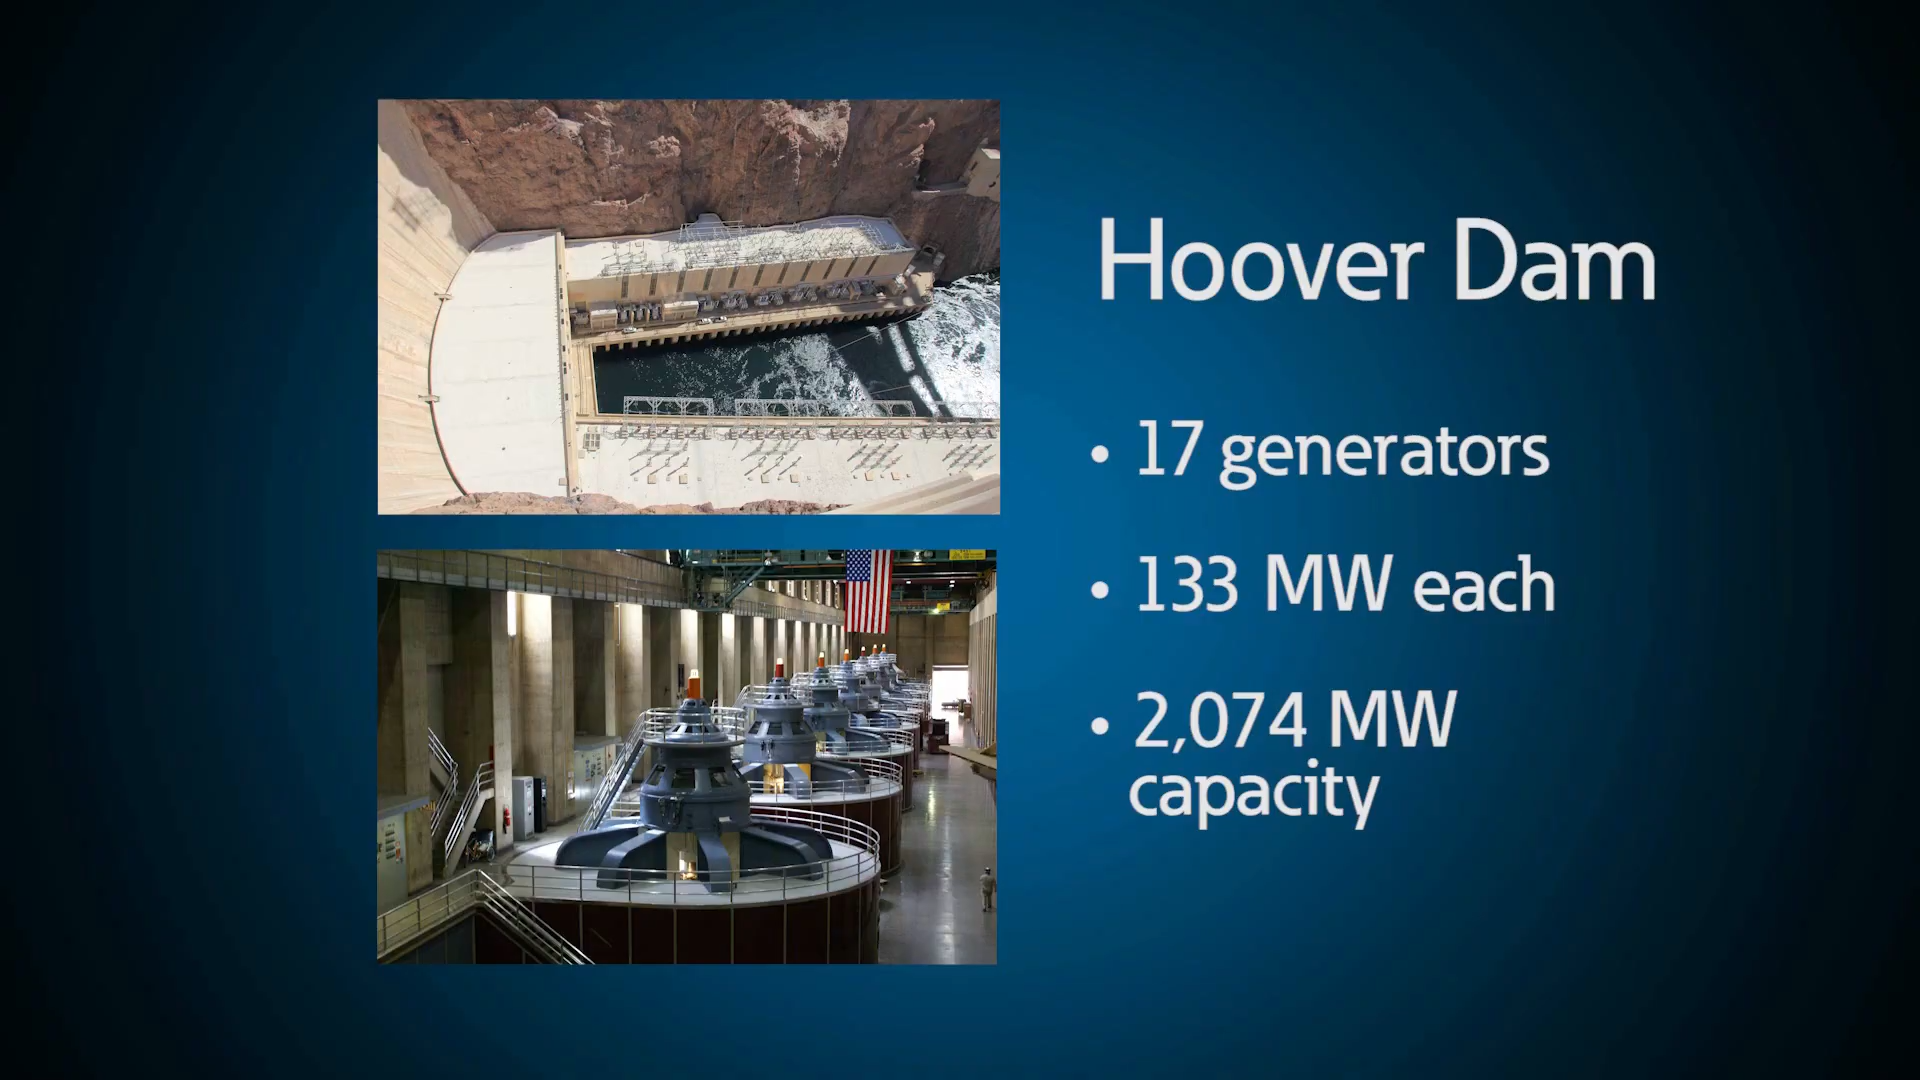 Hoover Dam
• 17 generators
• 133 MW each
• 2,074 MW
capacity